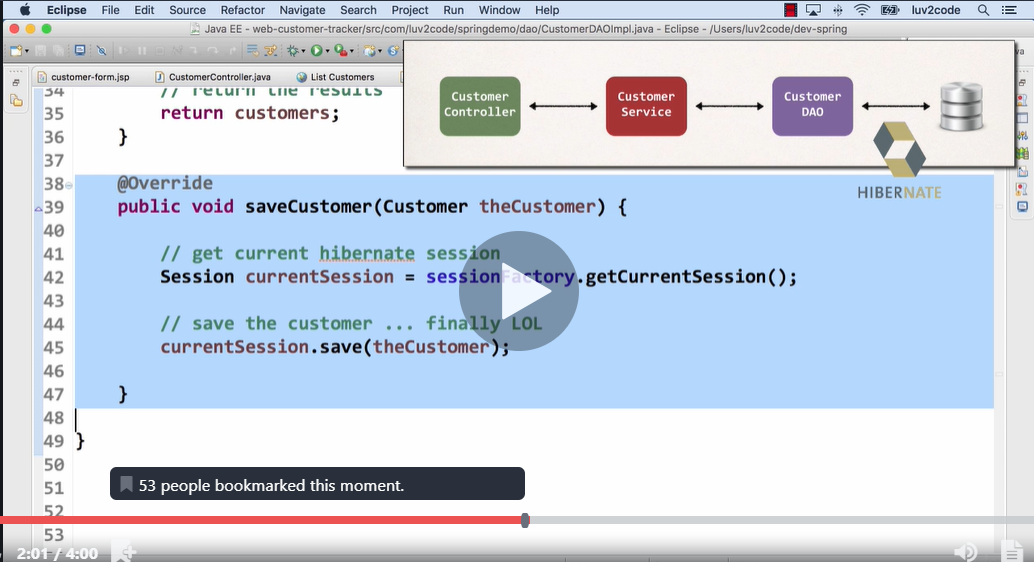 Eclipse File Edit Source Refactor Navigate Search Project Run Window Help luv2code
Java EE - web-customer-tracker/src/com/luv2code/springdemo/dao/CustomerDAOImpl.java - Eclipse - /Users/luv2code/dev-spring
customer-form.jsp CustomerController.java List Customers
Customer Controller
Customer Service
Customer DAO
HIBERNATE
34 // return the results
35 return customers;
36 }
37
38 @Override
39 public void saveCustomer(Customer theCustomer) {
40
41 // get current hibernate session
42 Session currentSession = sessionFactory.getCurrentSession();
43
44 // save the customer ... finally LOL
45 currentSession.save(theCustomer);
46
47 }
48
49 }
50
51
52
53
53 people bookmarked this moment.
2:01 / 4:00